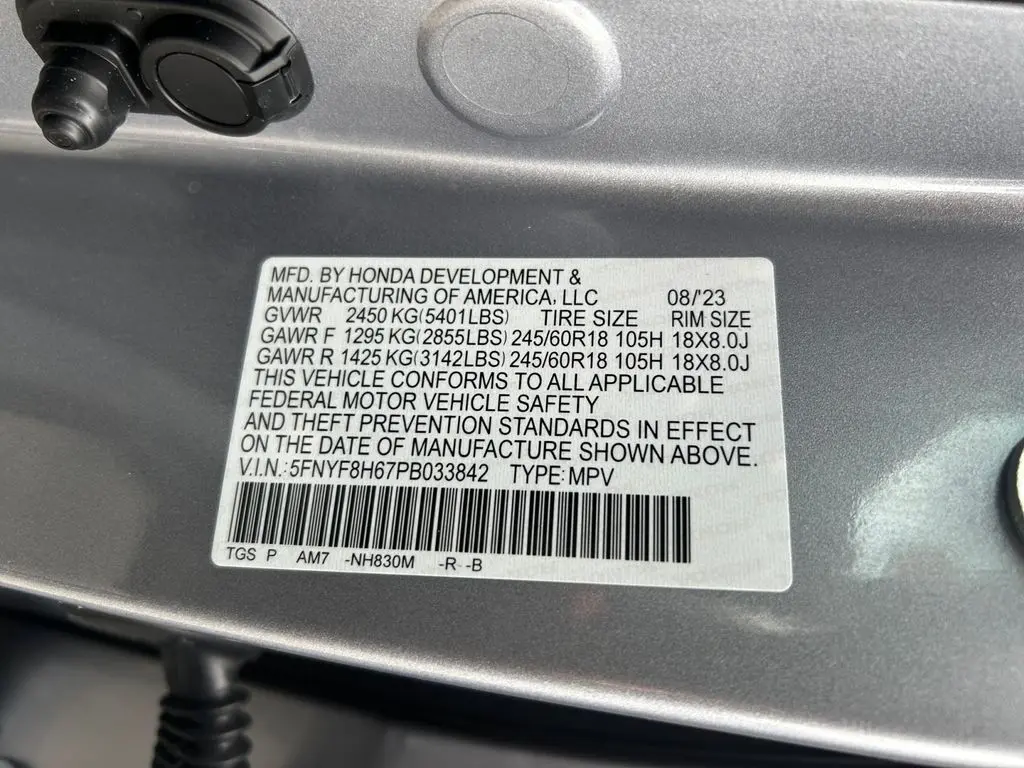 MFD. BY HONDA DEVELOPMENT &
MANUFACTURING OF AMERICA, LLC 08/'23
GVWR 2450 KG(5401LBS) TIRE SIZE RIM SIZE
GAWR F 1295 KG(2855LBS) 245/60R18 105H 18X8.0J
GAWR R 1425 KG(3142LBS) 245/60R18 105H 18X8.0J
THIS VEHICLE CONFORMS TO ALL APPLICABLE
FEDERAL MOTOR VEHICLE SAFETY
AND THEFT PREVENTION STANDARDS IN EFFECT
ON THE DATE OF MANUFACTURE SHOWN ABOVE.
V.I.N.:5FNYF8H67PB033842 TYPE:MPV
TGS P AM7 -NH830M -R--B